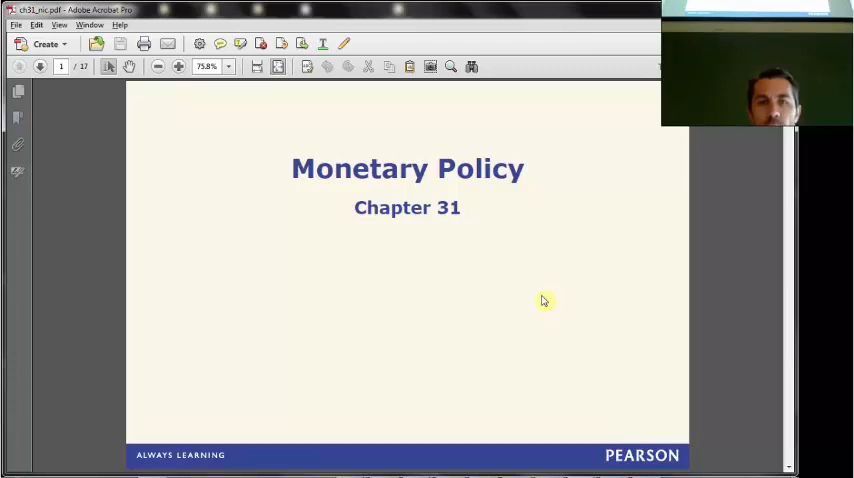 ch31_nic.pdf - Adobe Acrobat Pro
File Edit View Window Help
Create
1 / 17
75.8%
Monetary Policy
Chapter 31
ALWAYS LEARNING
PEARSON